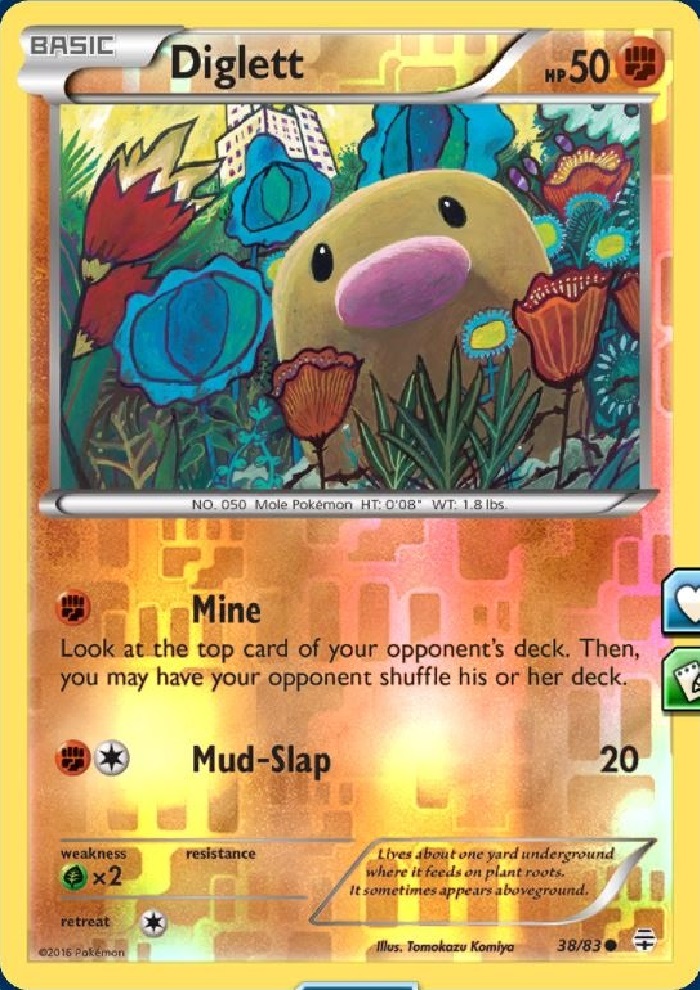 BASIC
Diglett
HP 50
NO. 050 Mole Pokémon HT: 0'08" WT: 1.8 lbs.
Mine
Look at the top card of your opponent's deck. Then,
you may have your opponent shuffle his or her deck.
Mud-Slap 20
weakness resistance
×2
retreat
Lives about one yard underground
where it feeds on plant roots.
It sometimes appears aboveground.
©2016 Pokémon
Illus. Tomokazu Komiya
38/83